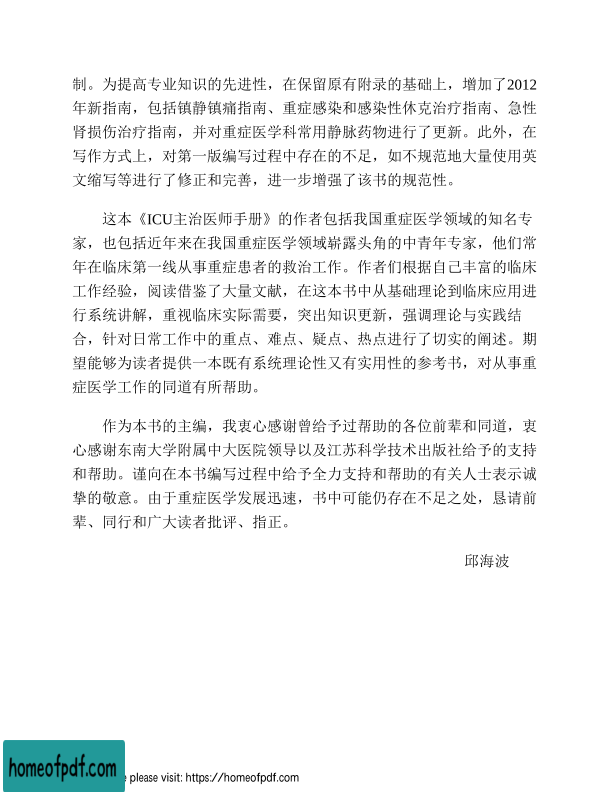 制。为提高专业知识的先进性，在保留原有附录的基础上，增加了2012
年新指南，包括镇静镇痛指南、重症感染和感染性休克治疗指南、急性
肾损伤治疗指南，并对重症医学科常用静脉药物进行了更新。此外，在
写作方式上，对第一版编写过程中存在的不足，如不规范地大量使用英
文缩写等进行了修正和完善，进一步增强了该书的规范性。
这本《ICU主治医师手册》的作者包括我国重症医学领域的知名专
家，也包括近年来在我国重症医学领域崭露头角的中青年专家，他们常
年在临床第一线从事重症患者的救治工作。作者们根据自己丰富的临床
工作经验，阅读借鉴了大量文献，在这本书中从基础理论到临床应用进
行系统讲解，重视临床实际需要，突出知识更新，强调理论与实践结
合，针对日常工作中的重点、难点、疑点、热点进行了切实的阐述。期
望能够为读者提供一本既有系统理论性又有实用性的参考书，对从事重
症医学工作的同道有所帮助。
作为本书的主编，我衷心感谢曾给予过帮助的各位前辈和同道，衷
心感谢东南大学附属中大医院领导以及江苏科学技术出版社给予的支持
和帮助。谨向在本书编写过程中给予全力支持和帮助的有关人士表示诚
挚的敬意。由于重症医学发展迅速，书中可能仍存在不足之处，恳请前
辈、同行和广大读者批评、指正。
邱海波
homeofpdf.com
please visit: https://homeofpdf.com